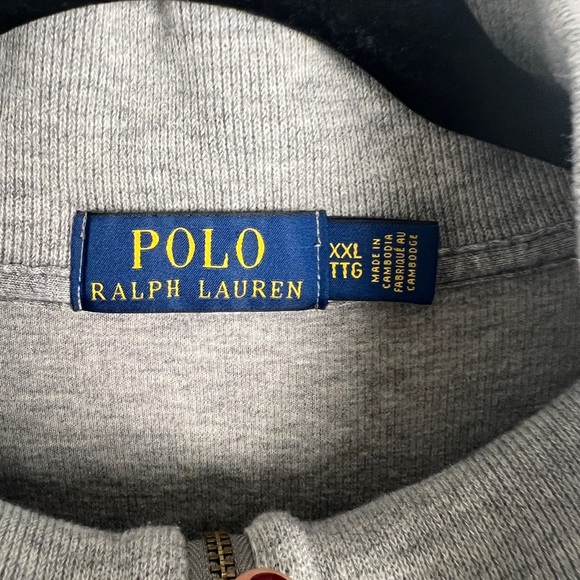 POLO
RALPH LAUREN
XXL
TTG
MADE IN
CAMBODIA
FABRIQUÉ AU
CAMBODGE